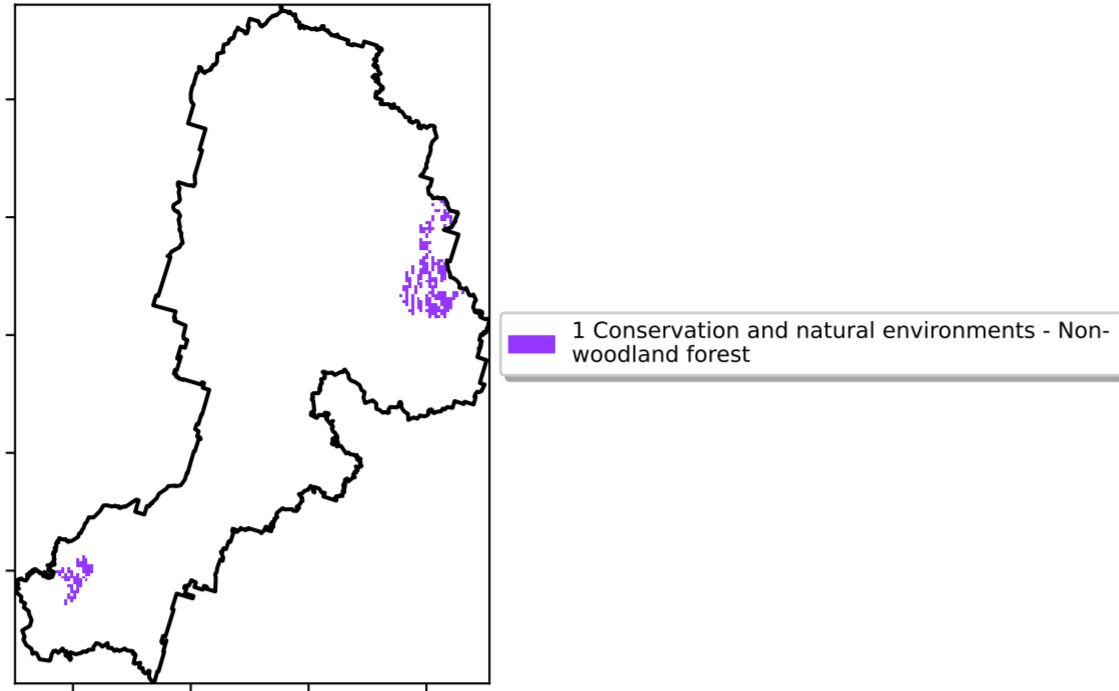 1 Conservation and natural environments - Non-
woodland forest